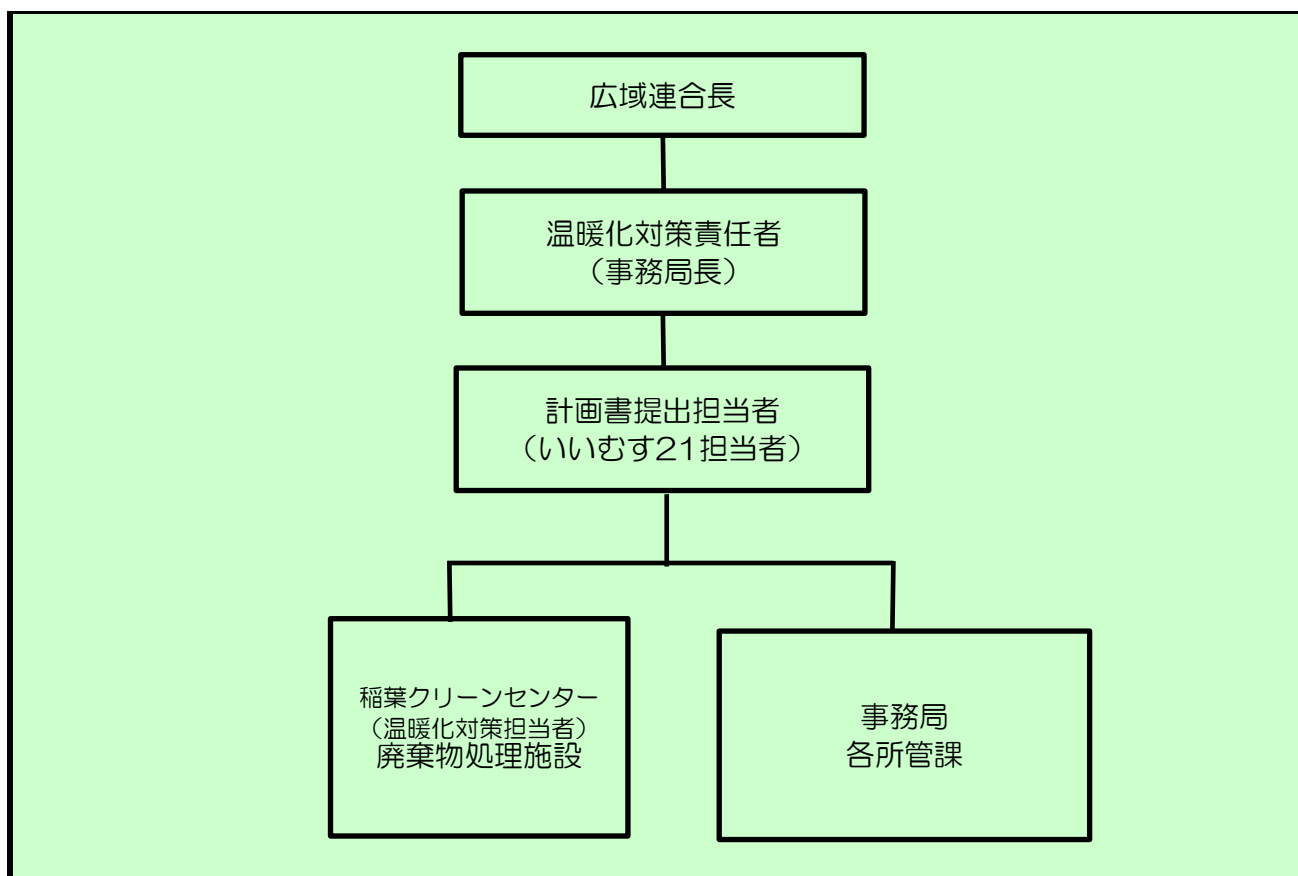 広域連合長
温暖化対策責任者
（事務局長）
計画書提出担当者
（いいむす21担当者）
稲葉クリーンセンター
（温暖化対策担当者）
廃棄物処理施設
事務局
各所管課